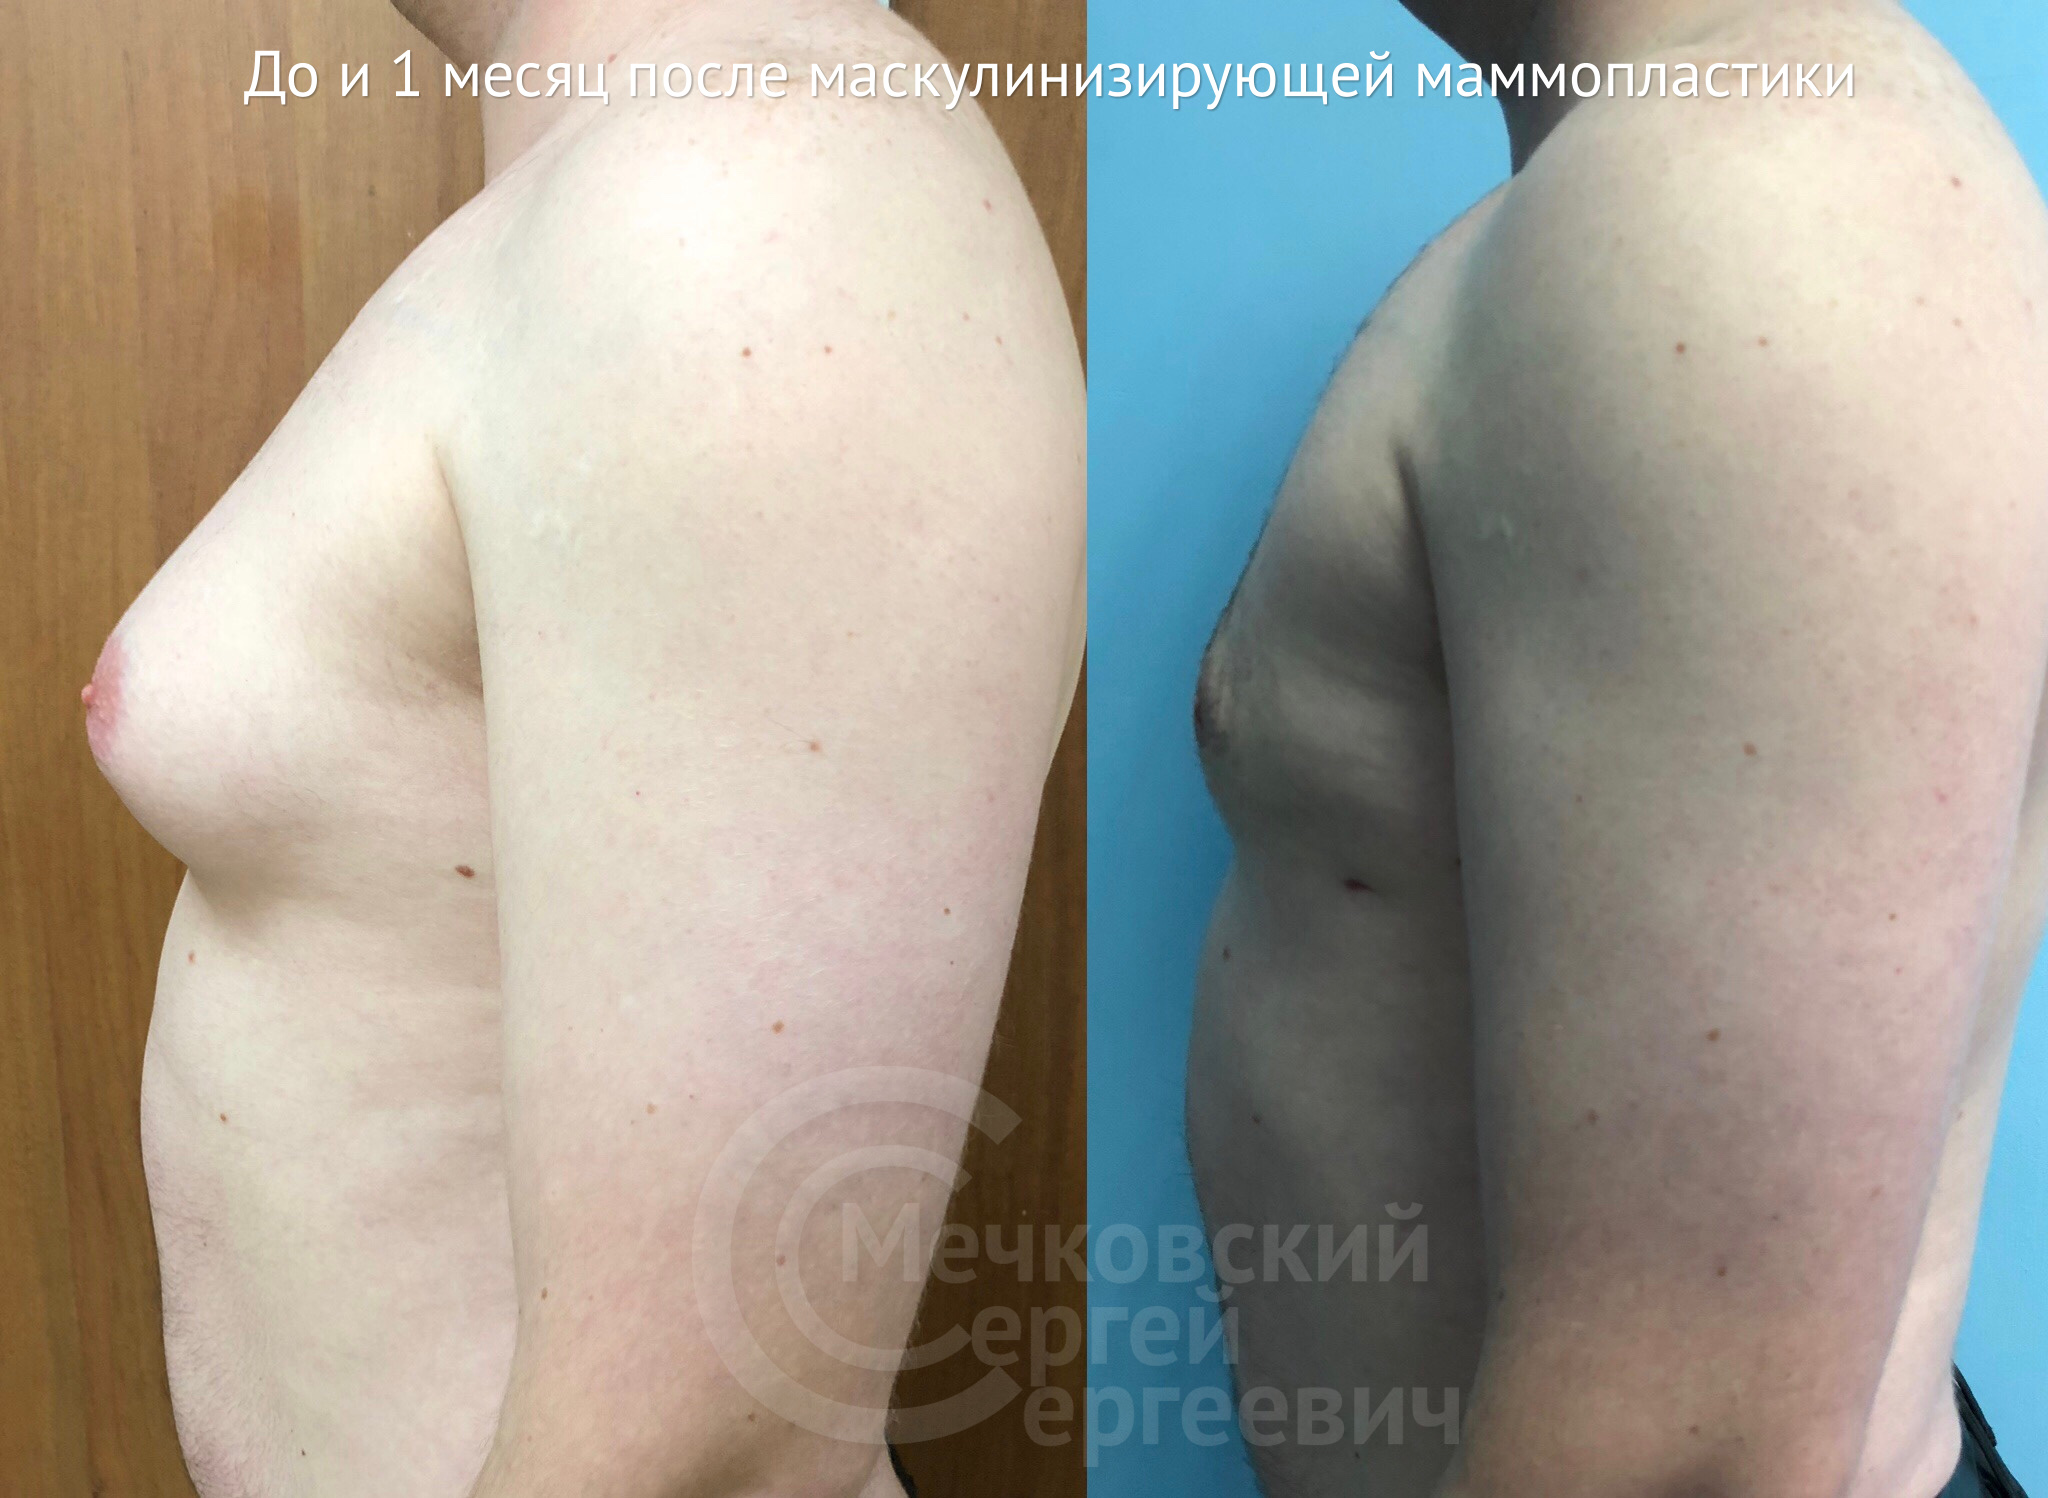 До и 1 месяц после маскулинизирующей маммопластики
Мечковский
Сергей
Сергеевич